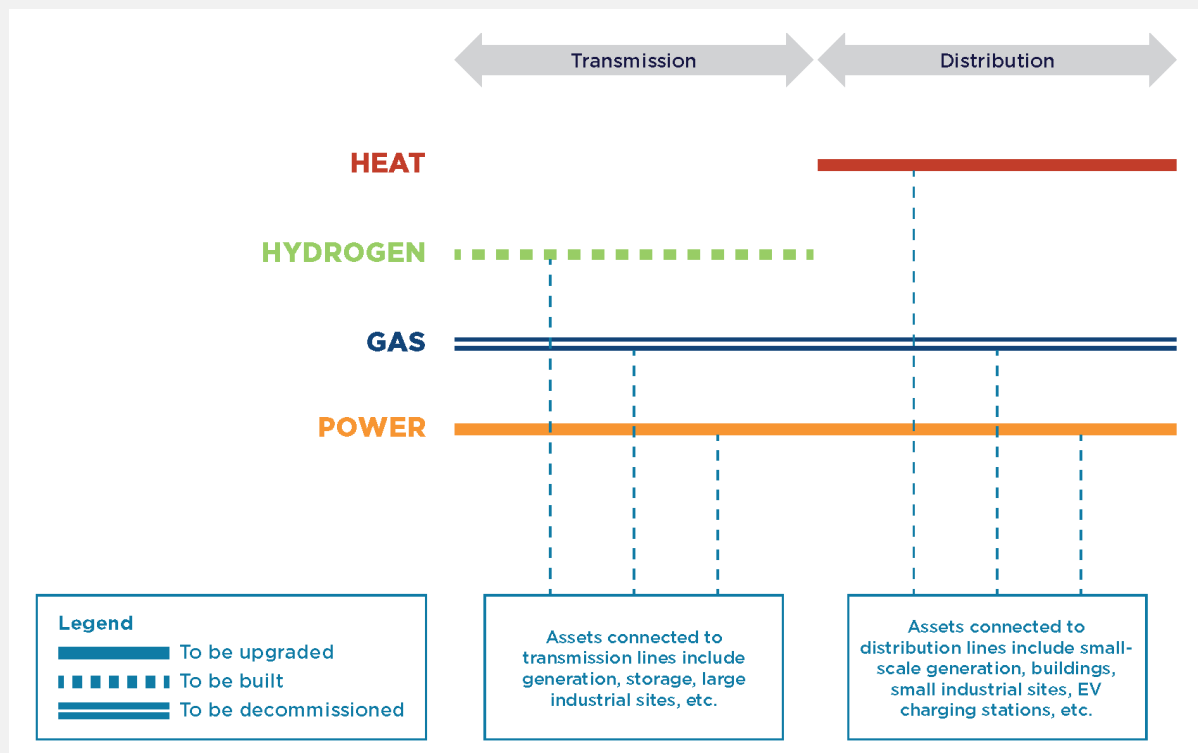 Transmission
Distribution
HEAT
HYDROGEN
GAS
POWER
Legend
To be upgraded
To be built
To be decommissioned
Assets connected to
transmission lines include
generation, storage, large
industrial sites, etc.
Assets connected to
distribution lines include small-
scale generation, buildings,
small industrial sites, EV
charging stations, etc.